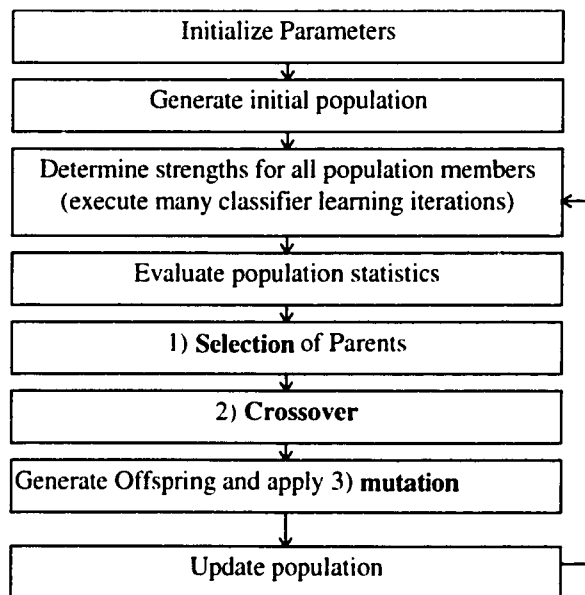 Initialize Parameters
Generate initial population
Determine strengths for all population members
(execute many classifier learning iterations)
Evaluate population statistics
1) Selection of Parents
2) Crossover
Generate Offspring and apply 3) mutation
Update population